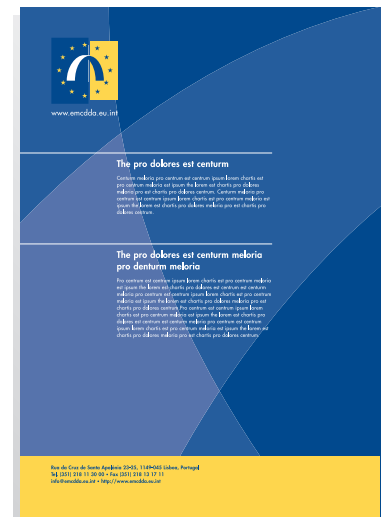 www.emcdda.eu.int
The pro dolores est centurm
Centurm meloria pro centrum est centrum ipsum lorem chartis est
pro centrum meloria est ipsum the lorem est chartis pro dolores
meloria pro est chartis pro dolores centrum. Centurm meloria pro
centrum est centrum ipsum lorem chartis est pro centrum meloria est
ipsum the lorem est chartis pro dolores meloria pro est chartis pro
dolores centrum.
The pro dolores est centurm meloria
pro denturm meloria
Pro centrum est centrum ipsum lorem chartis est pro centrum meloria
est ipsum the lorem est chartis pro dolores est centrum est centurm
meloria pro centrum est centrum ipsum lorem chartis est pro centrum
meloria est ipsum the lorem est chartis pro dolores meloria pro est
chartis pro dolores centrum Pro centrum est centrum ipsum lorem
chartis est pro centrum meloria est ipsum the lorem est chartis pro
dolores est centrum est centurm meloria pro centrum est centrum
ipsum lorem chartis est pro centrum meloria est ipsum the lorem est
chartis pro dolores meloria pro est chartis pro dolores centrum.
Rua da Cruz de Santa Apolónia 23–25, 1149–045 Lisboa, Portugal
Tel. (351) 218 11 30 00 • Fax (351) 218 13 17 11
info@emcdda.eu.int • http://www.emcdda.eu.int